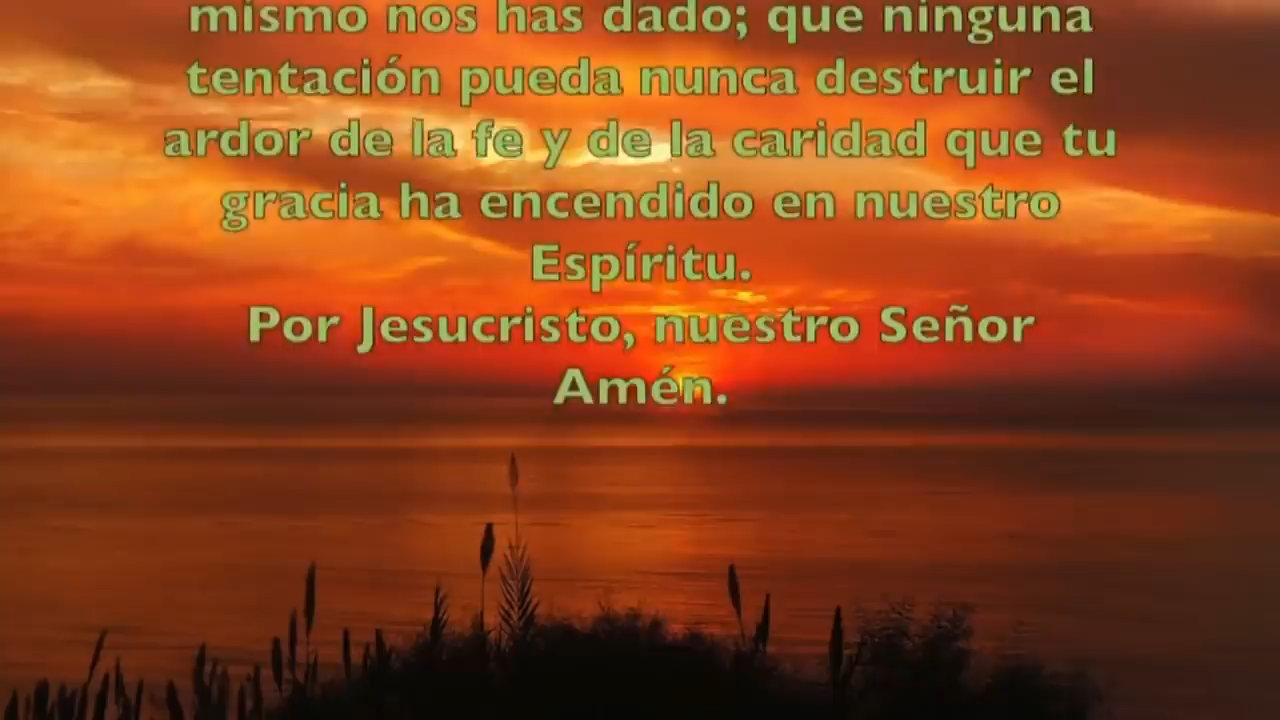 mismo nos has dado; que ninguna
tentación pueda nunca destruir el
ardor de la fe y de la caridad que tu
gracia ha encendido en nuestro
Espíritu.
Por Jesucristo, nuestro Señor
Amén.